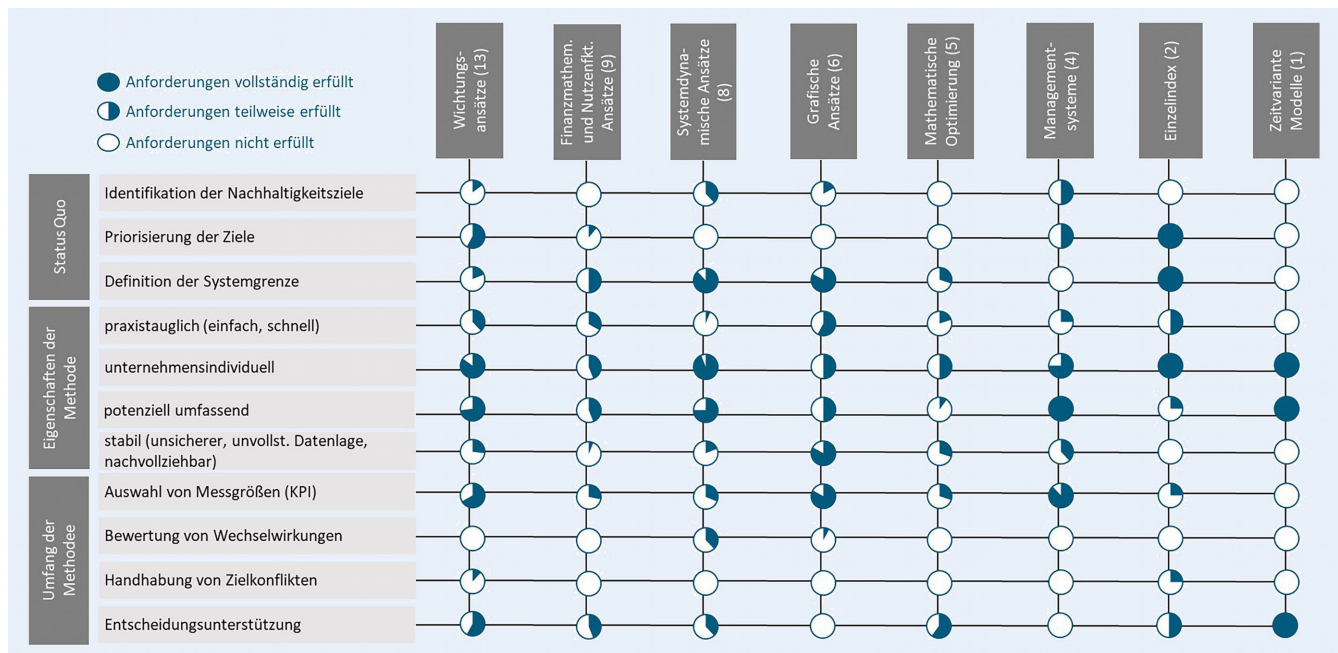 Anforderungen vollständig erfüllt
Anforderungen teilweise erfüllt
Anforderungen nicht erfüllt
Wichtungs-
ansätze (13)
Finanzmathem.
und Nutzenfkt.
Ansätze (9)
Systemdyna-
mische Ansätze
(8)
Grafische
Ansätze (6)
Mathematische
Optimierung (5)
Management-
systeme (4)
Einzelindex (2)
Zeitvariante
Modelle (1)
Status Quo
Identifikation der Nachhaltigkeitsziele
Priorisierung der Ziele
Definition der Systemgrenze
Eigenschaften der
Methode
praxistauglich (einfach, schnell)
unternehmensindividuell
potenziell umfassend
stabil (unsicherer, unvollst. Datenlage,
nachvollziehbar)
Umfang der
Methodee
Auswahl von Messgrößen (KPI)
Bewertung von Wechselwirkungen
Handhabung von Zielkonflikten
Entscheidungsunterstützung